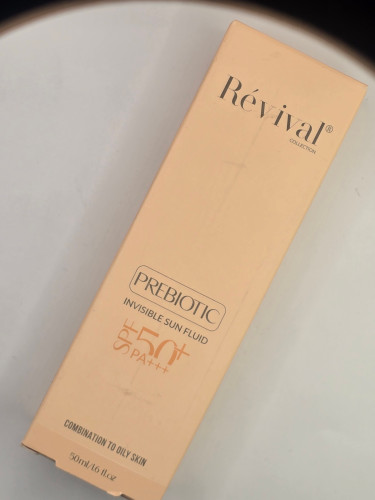 Révival®
COLLECTION
PREBIOTIC
INVISIBLE SUN FLUID
SPF 50+
PA+++
COMBINATION TO OILY SKIN
50ml/1.6 fl.oz